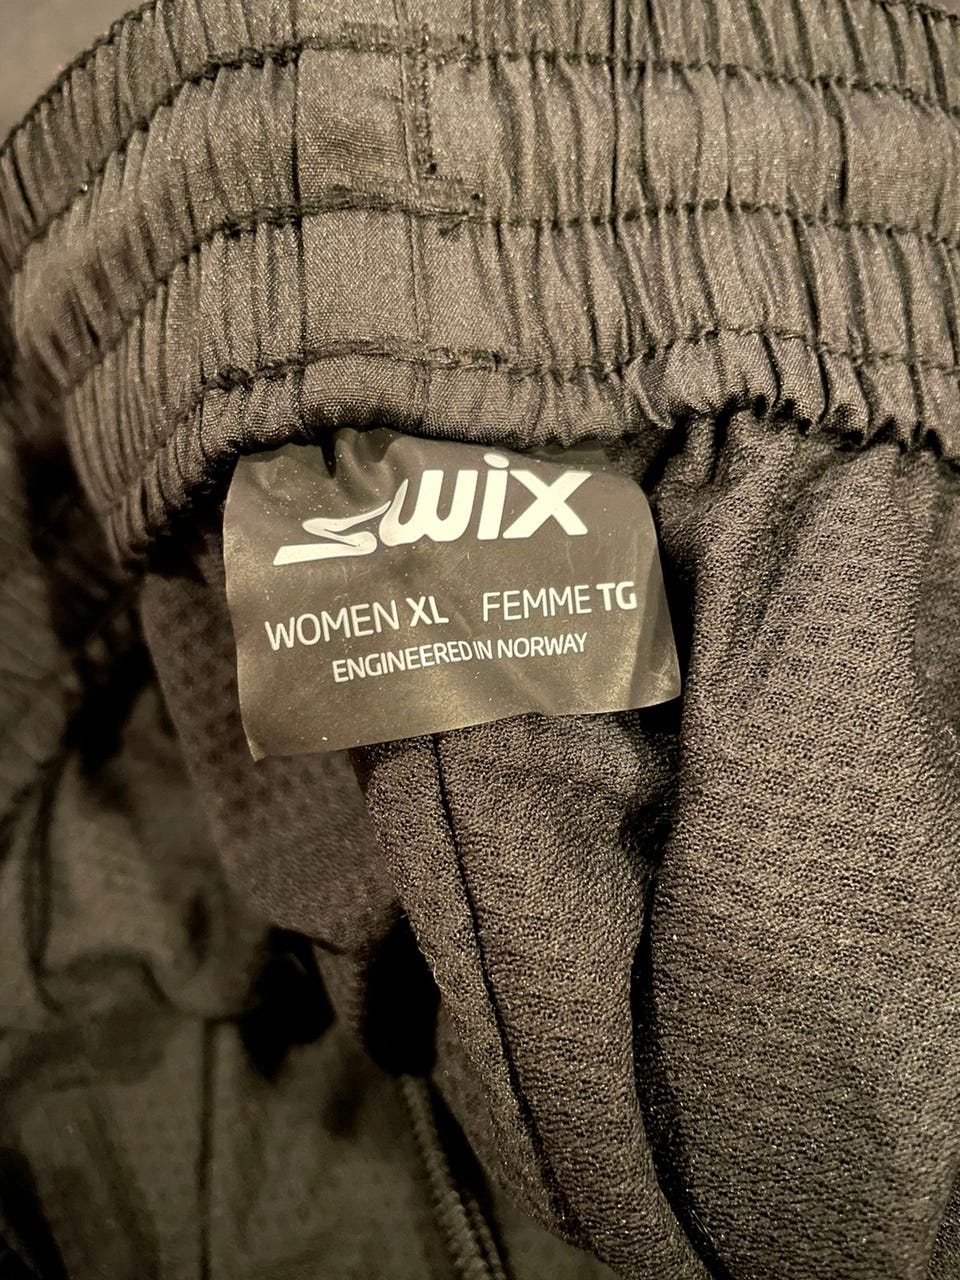 Swix
WOMEN XL FEMME TG
ENGINEERED IN NORWAY